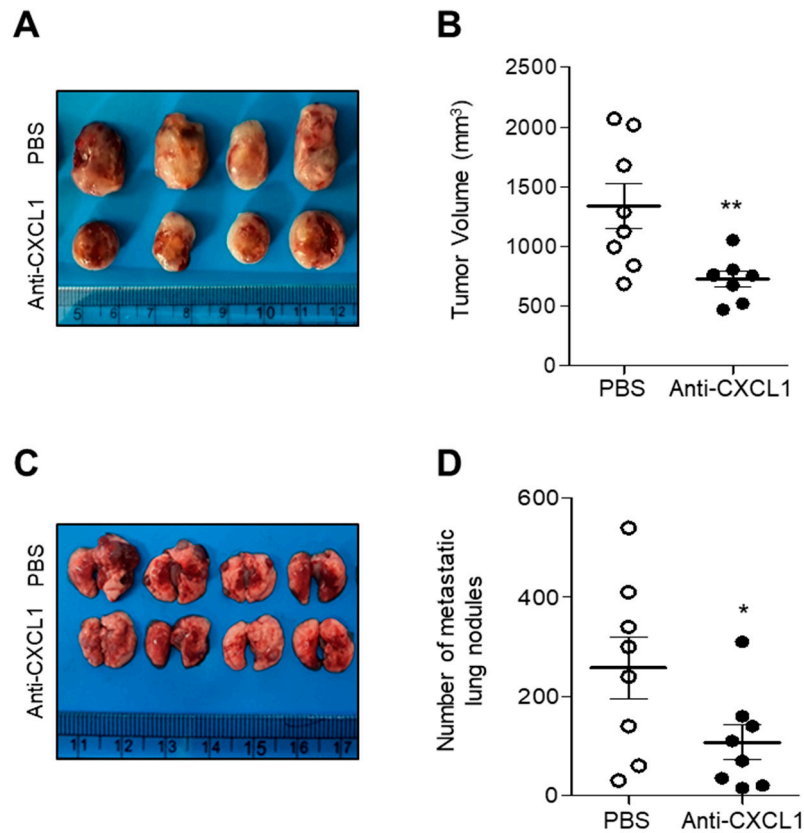 A
PBS
Anti-CXCL1
5 6 7 8 9 10 11 12
B
Tumor Volume (mm³)
2500
2000
1500
1000
500
0
**
PBS Anti-CXCL1
C
PBS
Anti-CXCL1
11 12 13 14 15 16 17
D
Number of metastatic
lung nodules
600
400
200
0
*
PBS Anti-CXCL1